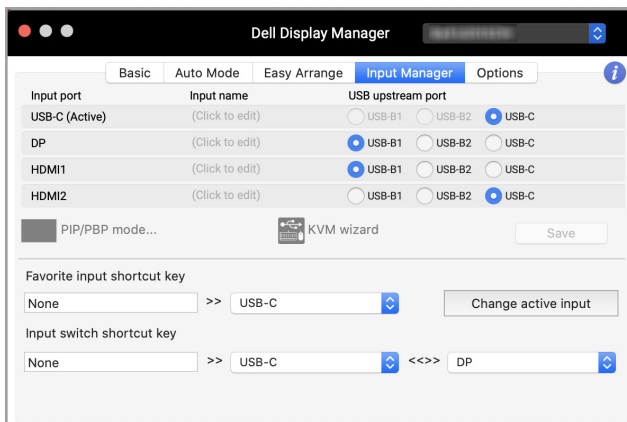 Dell Display Manager
Basic Auto Mode Easy Arrange Input Manager Options i
Input port Input name USB upstream port
USB-C (Active) (Click to edit) USB-B1 USB-B2 USB-C
DP (Click to edit) USB-B1 USB-B2 USB-C
HDMI1 (Click to edit) USB-B1 USB-B2 USB-C
HDMI2 (Click to edit) USB-B1 USB-B2 USB-C
PIP/PBP mode... KVM wizard Save
Favorite input shortcut key
None >> USB-C Change active input
Input switch shortcut key
None >> USB-C <<>> DP